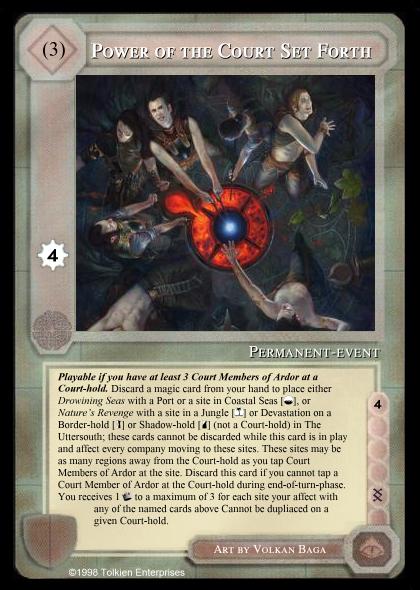 (3)
POWER OF THE COURT SET FORTH
4
PERMANENT-EVENT
Playable if you have at least 3 Court Members of Ardor at a
Court-hold. Discard a magic card from your hand to place either
Drowining Seas with a Port or a site in Coastal Seas [], or
Nature's Revenge with a site in a Jungle [] or Devastation on a
Border-hold [] or Shadow-hold [] (not a Court-hold) in The
Uttersouth; these cards cannot be discarded while this card is in play
and affect every company moving to these sites. These sites may be
as many regions away from the Court-hold as you tap Court
Members of Ardor at the site. Discard this card if you cannot tap a
Court Member of Ardor at the Court-hold during end-of-turn-phase.
You receives 1 to a maximum of 3 for each site your affect with
any of the named cards above Cannot be dupliaced on a
given Court-hold.
4
ART BY VOLKAN BAGA
©1998 Tolkien Enterprises